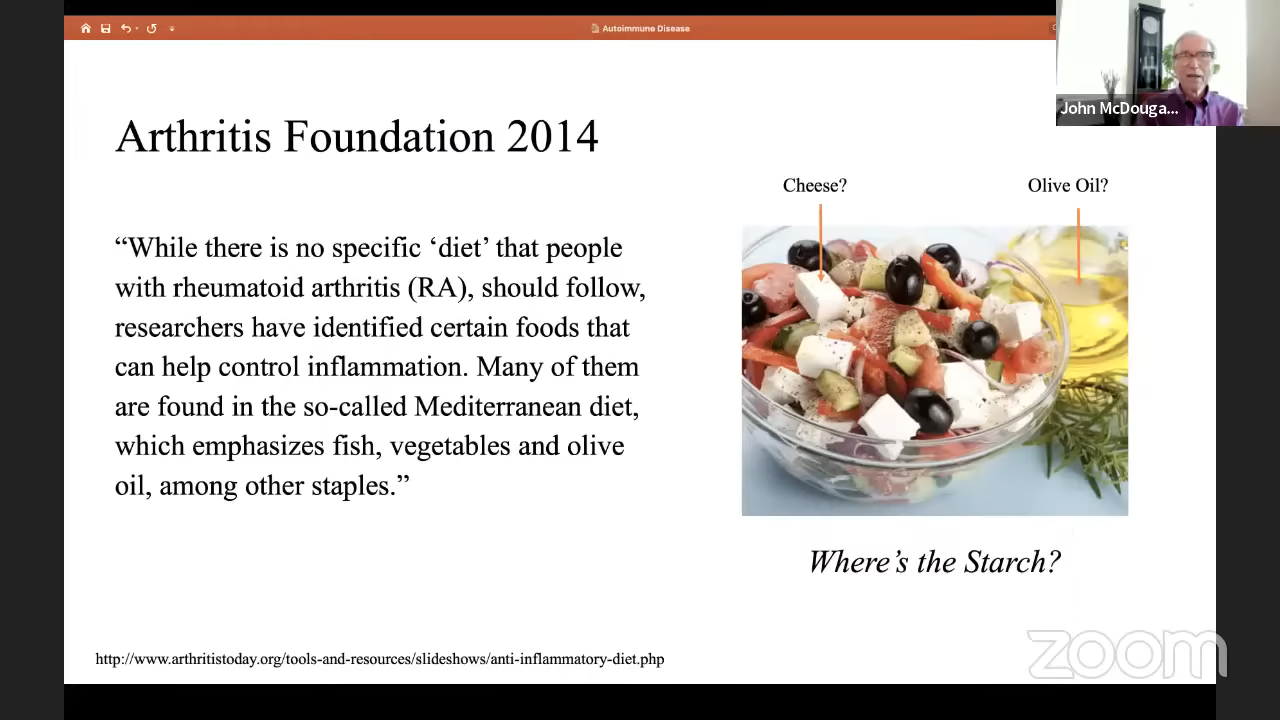 Autoimmune Disease
John McDouga...
Arthritis Foundation 2014
Cheese?
Olive Oil?
“While there is no specific ‘diet’ that people
with rheumatoid arthritis (RA), should follow,
researchers have identified certain foods that
can help control inflammation. Many of them
are found in the so-called Mediterranean diet,
which emphasizes fish, vegetables and olive
oil, among other staples.”
Where’s the Starch?
http://www.arthritistoday.org/tools-and-resources/slideshows/anti-inflammatory-diet.php
zoom